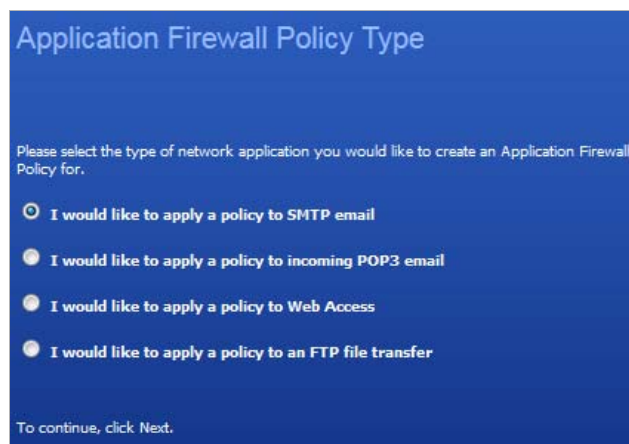 Application Firewall Policy Type
Please select the type of network application you would like to create an Application Firewall
Policy for.
I would like to apply a policy to SMTP email
I would like to apply a policy to incoming POP3 email
I would like to apply a policy to Web Access
I would like to apply a policy to an FTP file transfer
To continue, click Next.